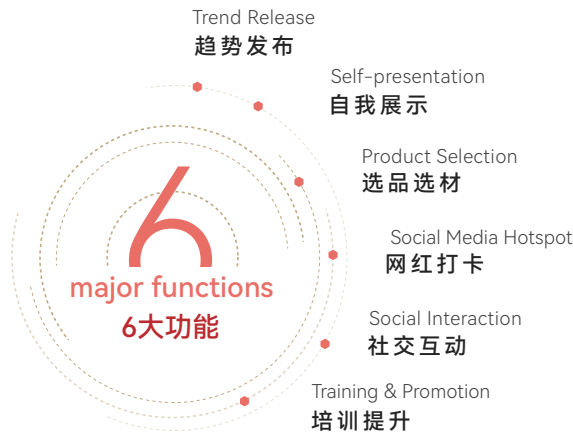 Trend Release
趋势发布
Self-presentation
自我展示
Product Selection
选品选材
Social Media Hotspot
网红打卡
Social Interaction
社交互动
Training & Promotion
培训提升
6
major functions
6大功能